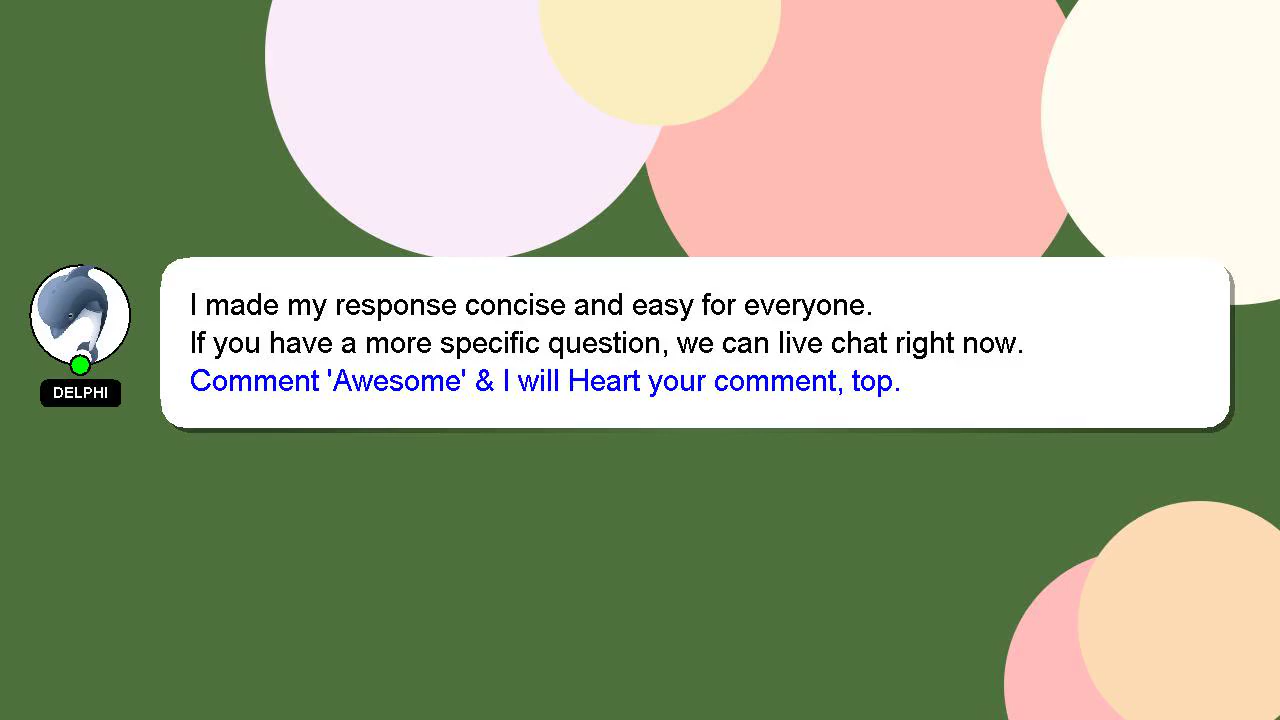 I made my response concise and easy for everyone.
If you have a more specific question, we can live chat right now.
Comment 'Awesome' & I will Heart your comment, top.
DELPHI